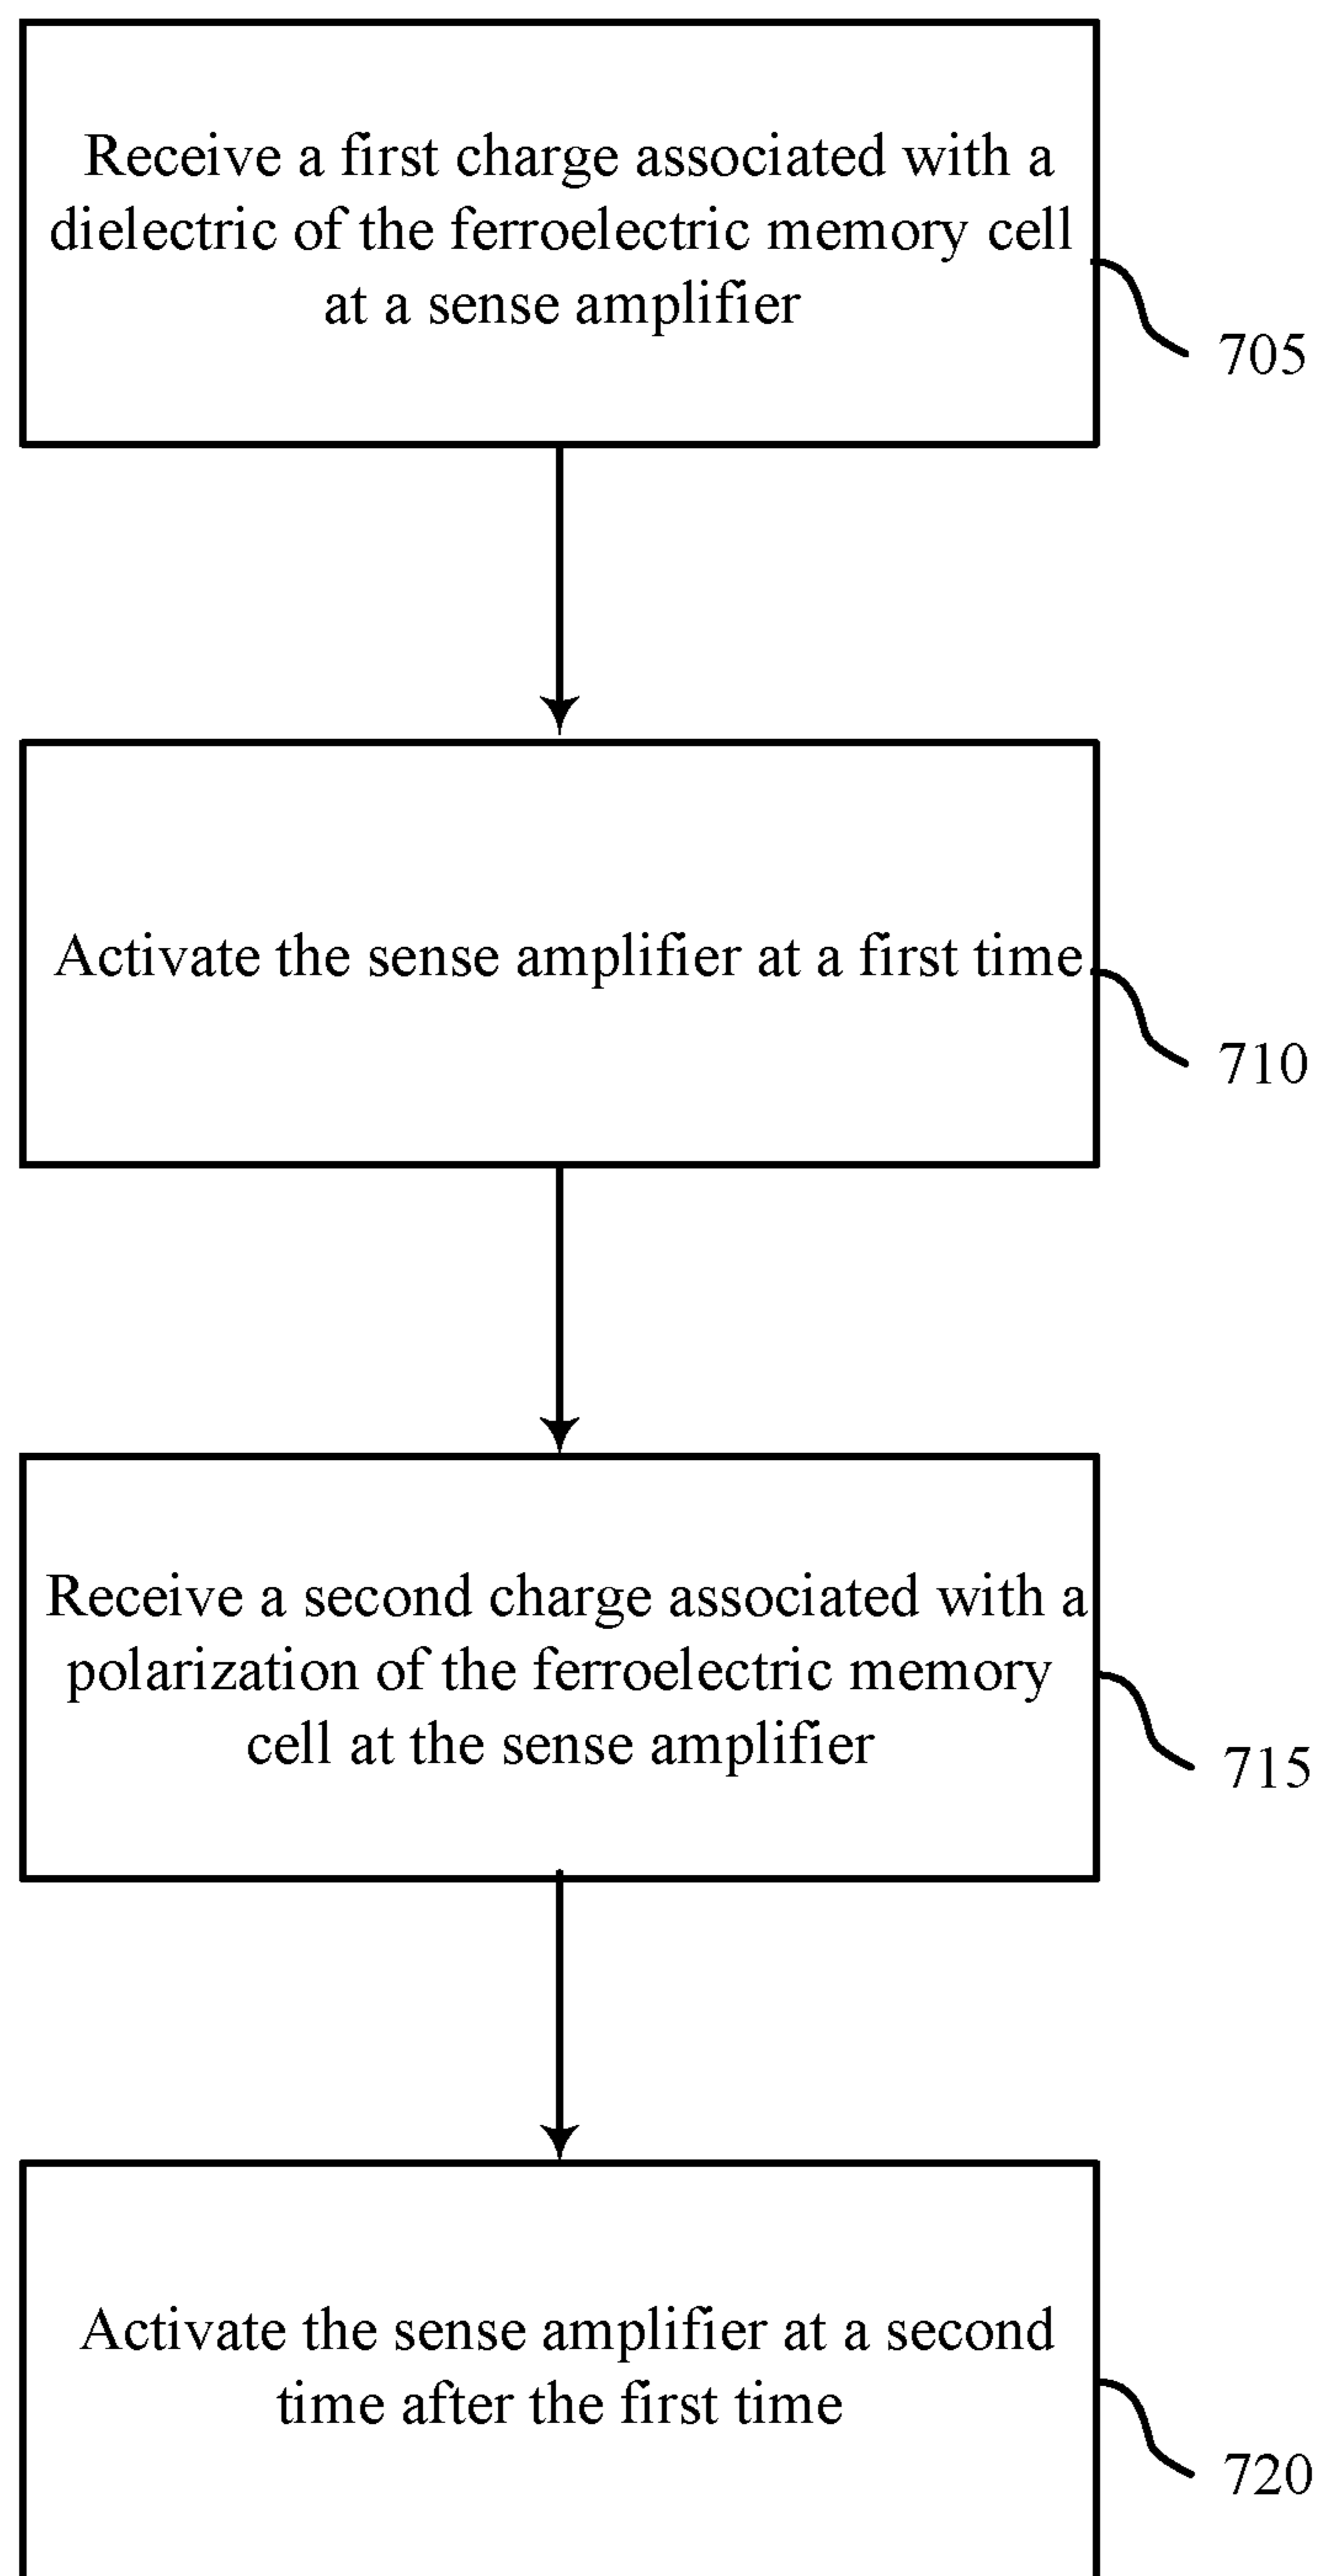 Receive a first charge associated with a
dielectric of the ferroelectric memory cell
at a sense amplifier
705
Activate the sense amplifier at a first time
710
Receive a second charge associated with a
polarization of the ferroelectric memory
cell at the sense amplifier
715
Activate the sense amplifier at a second
time after the first time
720